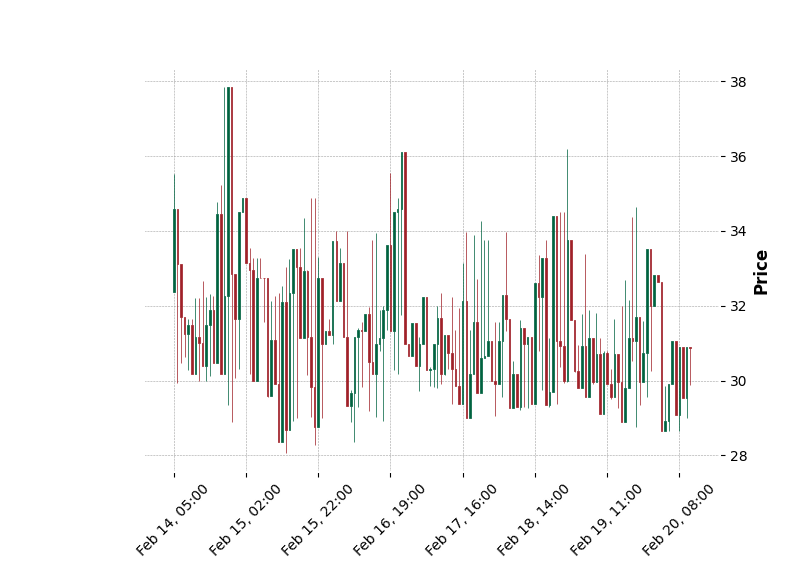 38
36
34
32
30
28
Price
Feb 14, 05:00
Feb 15, 02:00
Feb 15, 22:00
Feb 16, 19:00
Feb 17, 16:00
Feb 18, 14:00
Feb 19, 11:00
Feb 20, 08:00